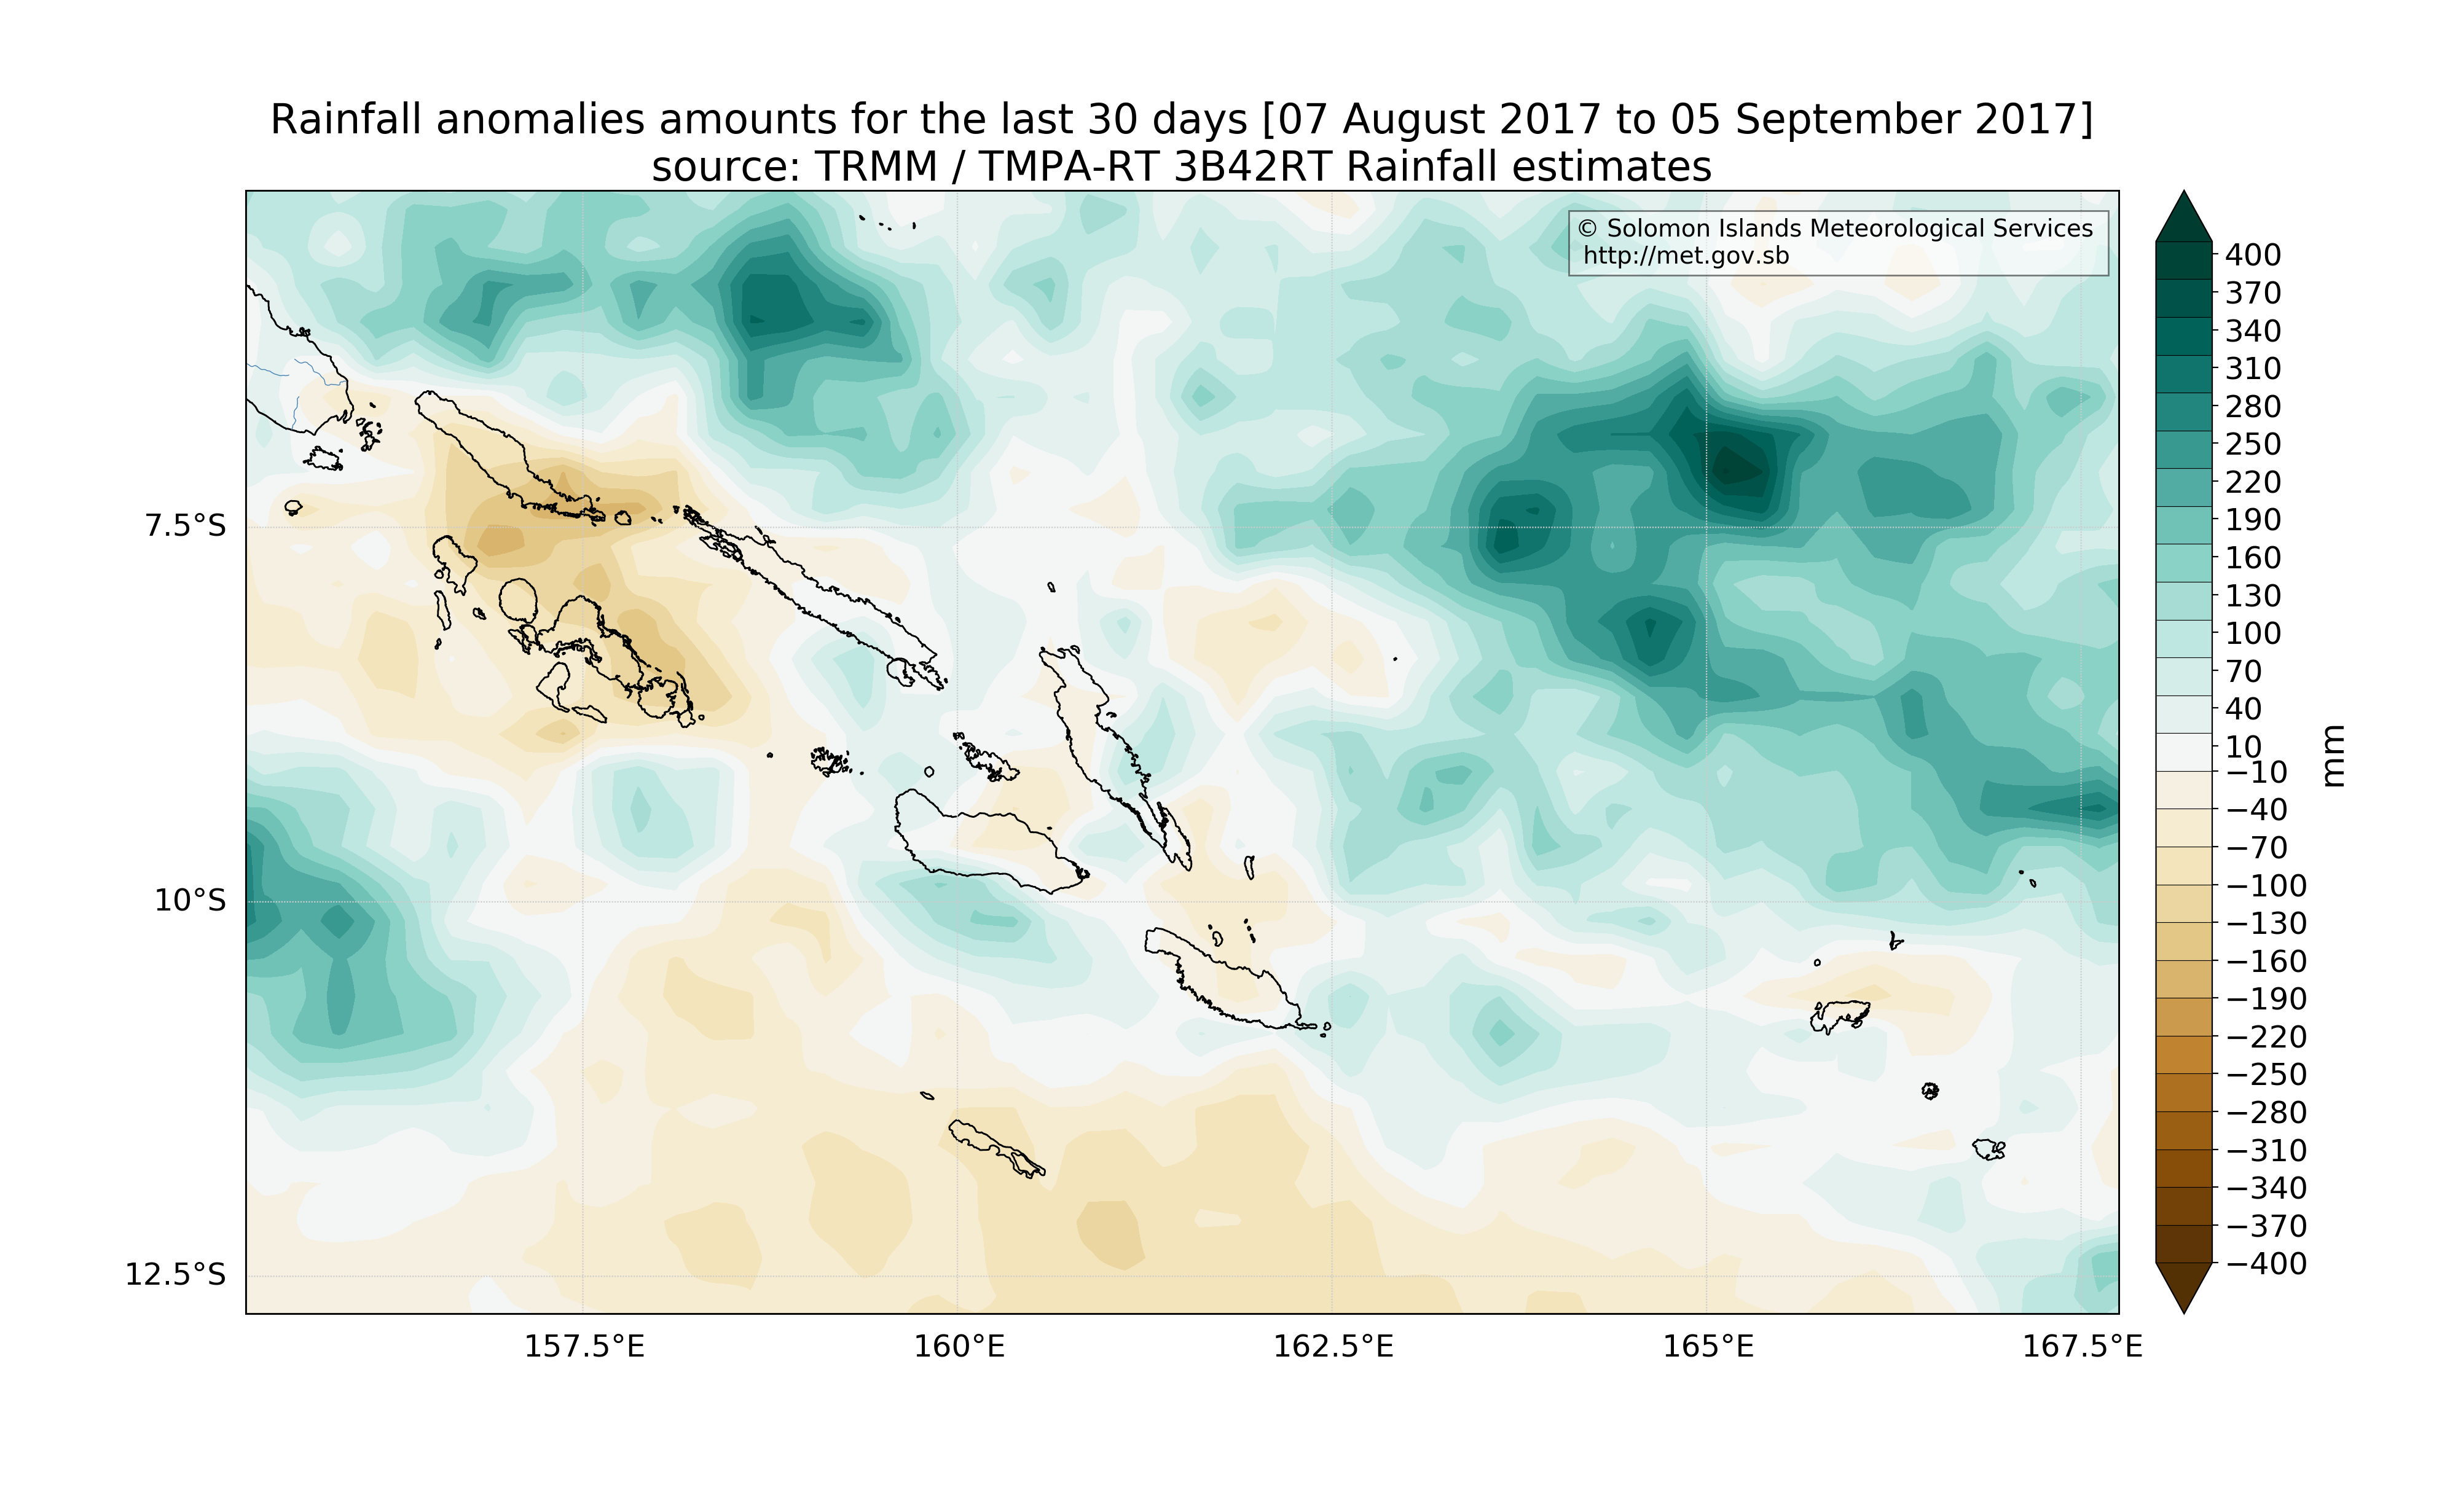 Rainfall anomalies amounts for the last 30 days [07 August 2017 to 05 September 2017]
source: TRMM / TMPA-RT 3B42RT Rainfall estimates
© Solomon Islands Meteorological Services
http://met.gov.sb
7.5°S
10°S
12.5°S
157.5°E
160°E
162.5°E
165°E
167.5°E
400
370
340
310
280
250
220
190
160
130
100
70
40
10
−10
−40
−70
−100
−130
−160
−190
−220
−250
−280
−310
−340
−370
−400
mm